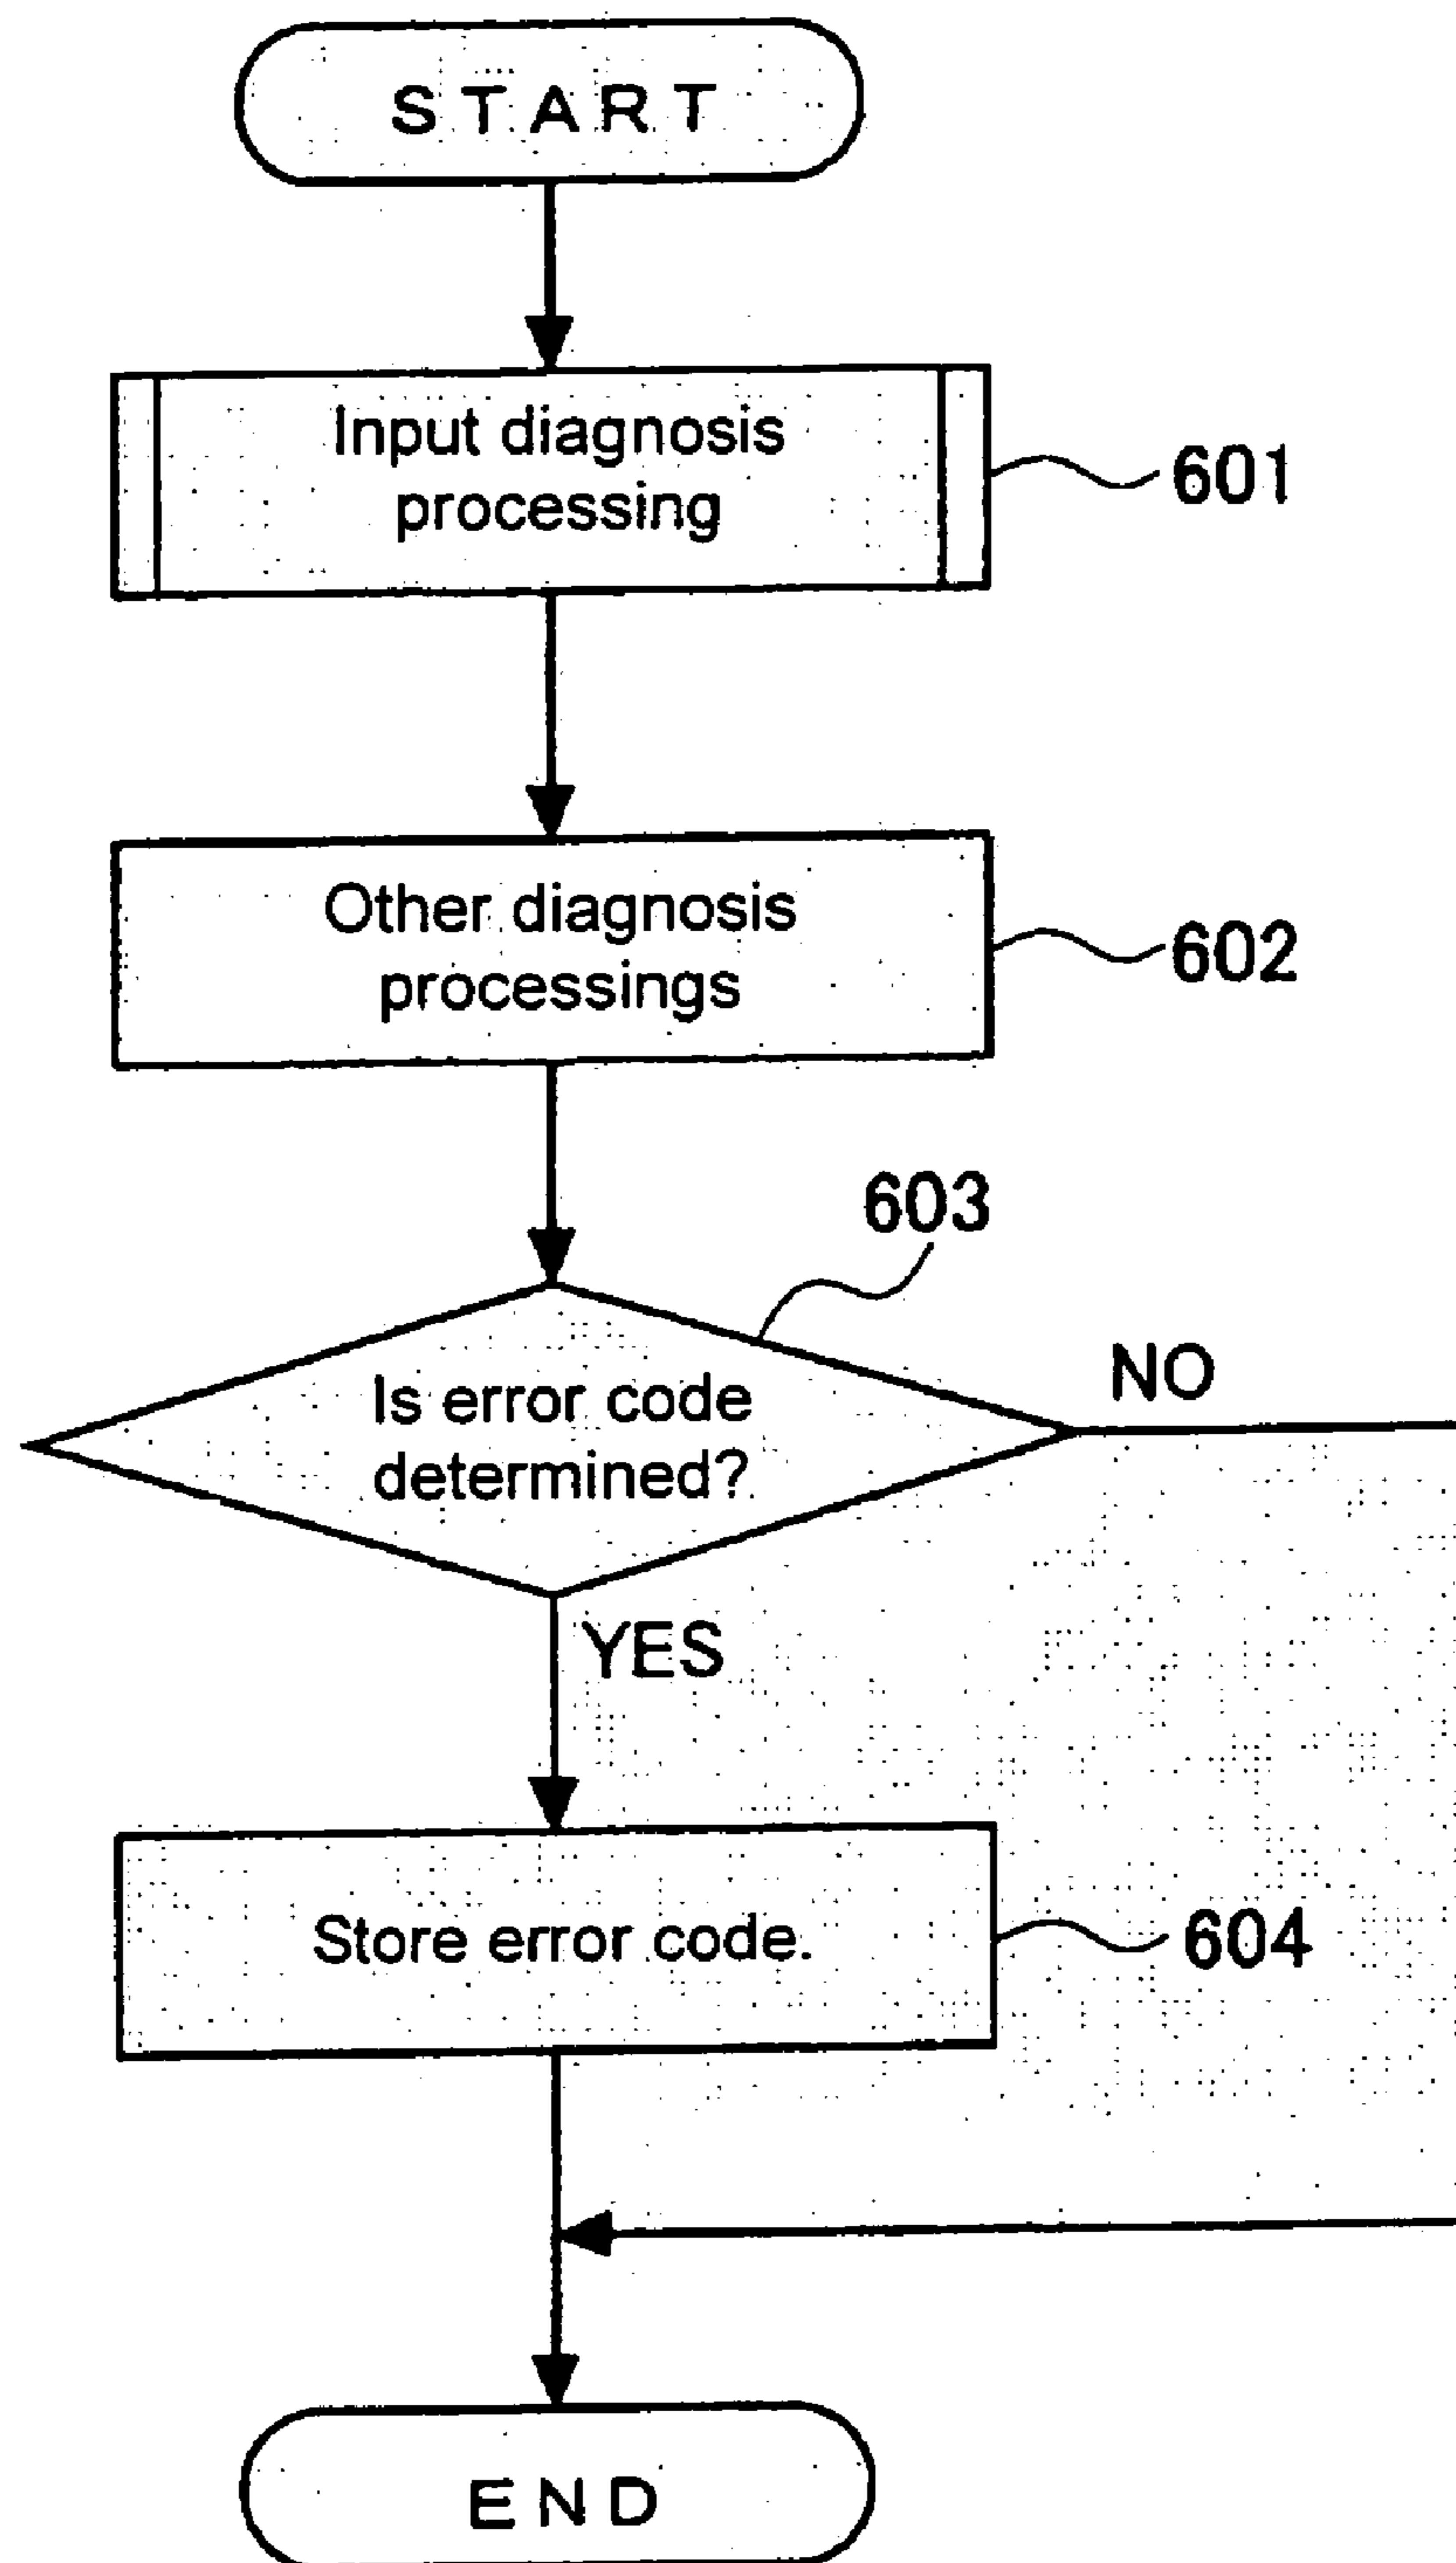 START
Input diagnosis
processing
601
Other diagnosis
processings
602
603
Is error code
determined?
NO
YES
Store error code.
604
END